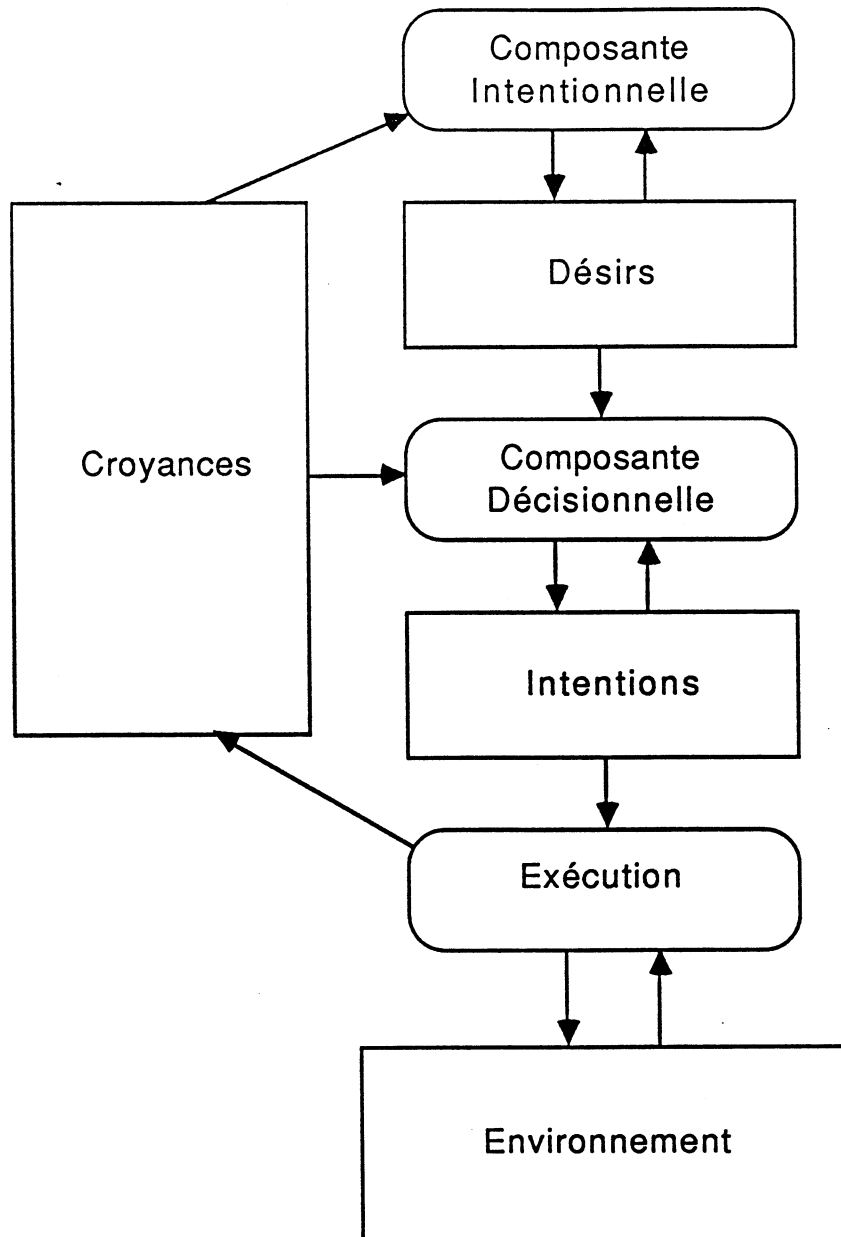 Composante
Intentionnelle
Désirs
Croyances
Composante
Décisionnelle
Intentions
Exécution
Environnement